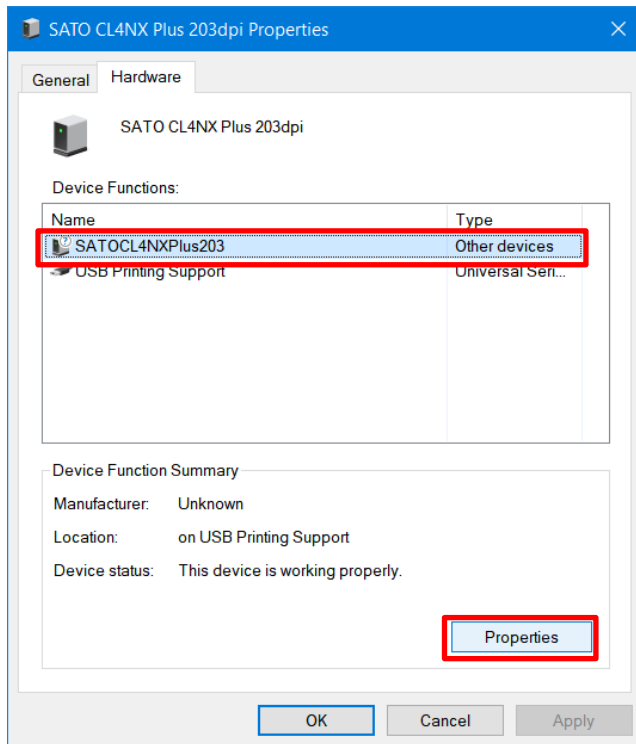 SATO CL4NX Plus 203dpi Properties
General Hardware
SATO CL4NX Plus 203dpi
Device Functions:
Name Type
SATOCL4NXPlus203 Other devices
USB Printing Support Universal Seri...
Device Function Summary
Manufacturer: Unknown
Location: on USB Printing Support
Device status: This device is working properly.
Properties
OK Cancel Apply